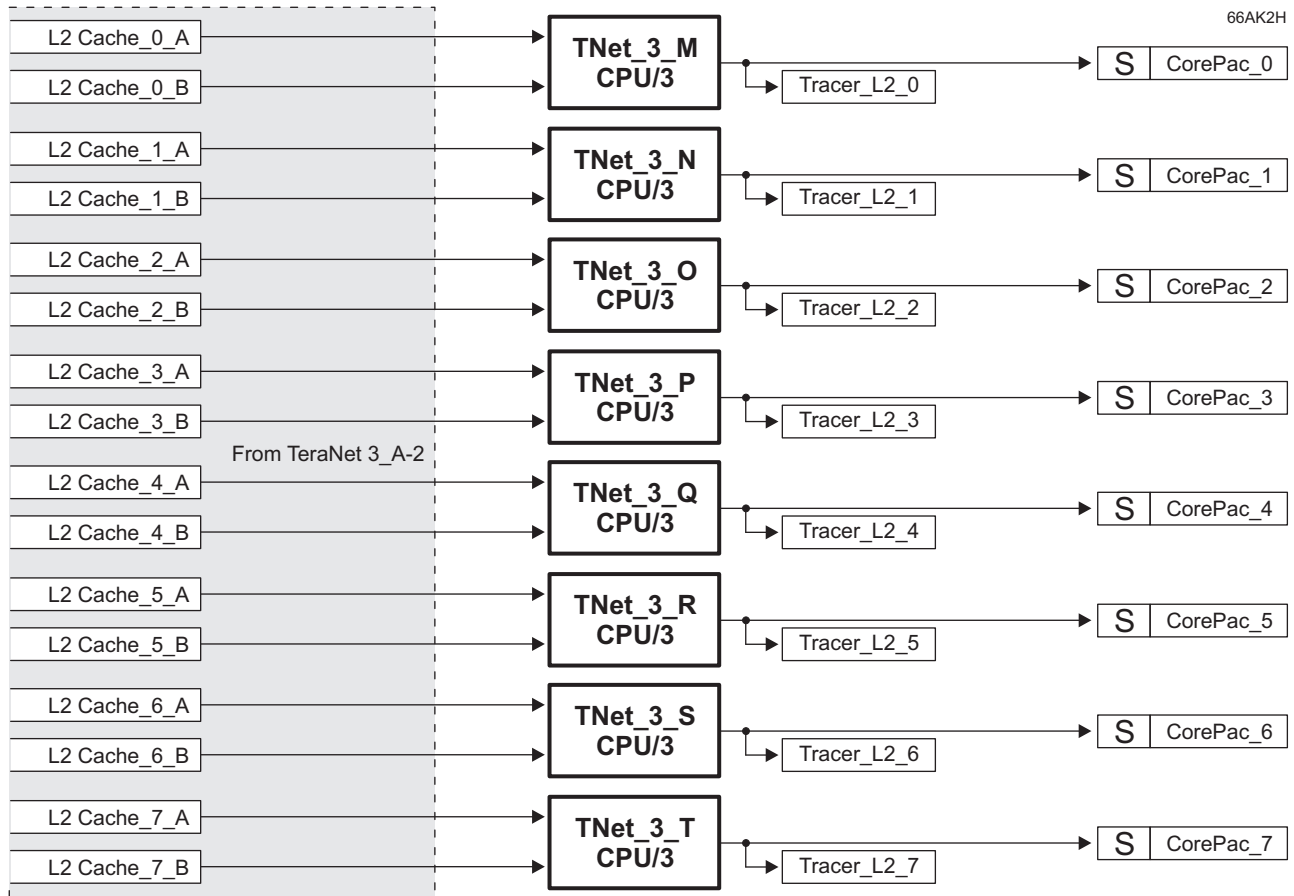 66AK2H
L2 Cache_0_A
L2 Cache_0_B
TNet_3_M
CPU/3
Tracer_L2_0
S CorePac_0
L2 Cache_1_A
L2 Cache_1_B
TNet_3_N
CPU/3
Tracer_L2_1
S CorePac_1
L2 Cache_2_A
L2 Cache_2_B
TNet_3_O
CPU/3
Tracer_L2_2
S CorePac_2
L2 Cache_3_A
L2 Cache_3_B
TNet_3_P
CPU/3
Tracer_L2_3
S CorePac_3
From TeraNet 3_A-2
L2 Cache_4_A
L2 Cache_4_B
TNet_3_Q
CPU/3
Tracer_L2_4
S CorePac_4
L2 Cache_5_A
L2 Cache_5_B
TNet_3_R
CPU/3
Tracer_L2_5
S CorePac_5
L2 Cache_6_A
L2 Cache_6_B
TNet_3_S
CPU/3
Tracer_L2_6
S CorePac_6
L2 Cache_7_A
L2 Cache_7_B
TNet_3_T
CPU/3
Tracer_L2_7
S CorePac_7